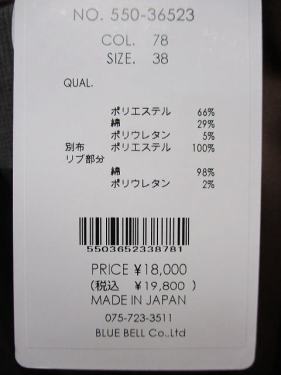 NO. 550-36523
COL. 78
SIZE. 38
QUAL.
ポリエステル 66%
綿 29%
ポリウレタン 5%
別布 ポリエステル 100%
リブ部分
綿 98%
ポリウレタン 2%
5503652338781
PRICE ¥18,000
(税込 ¥19,800 )
MADE IN JAPAN
075-723-3511
BLUE BELL Co.,Ltd